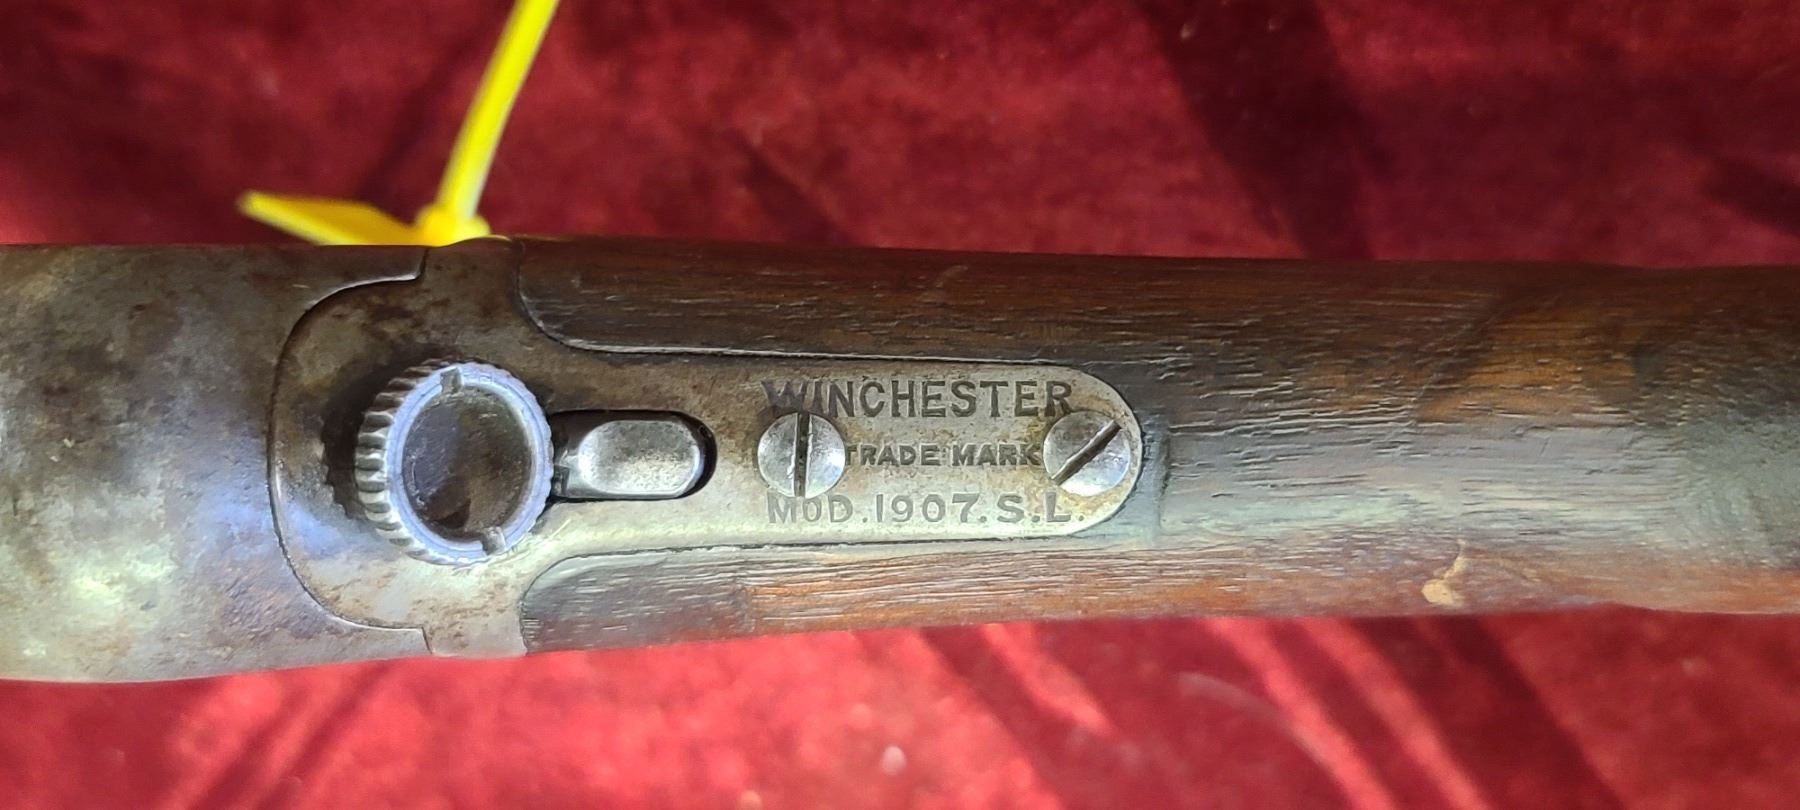 WINCHESTER
TRADE MARK
MOD. 1907. S.L.